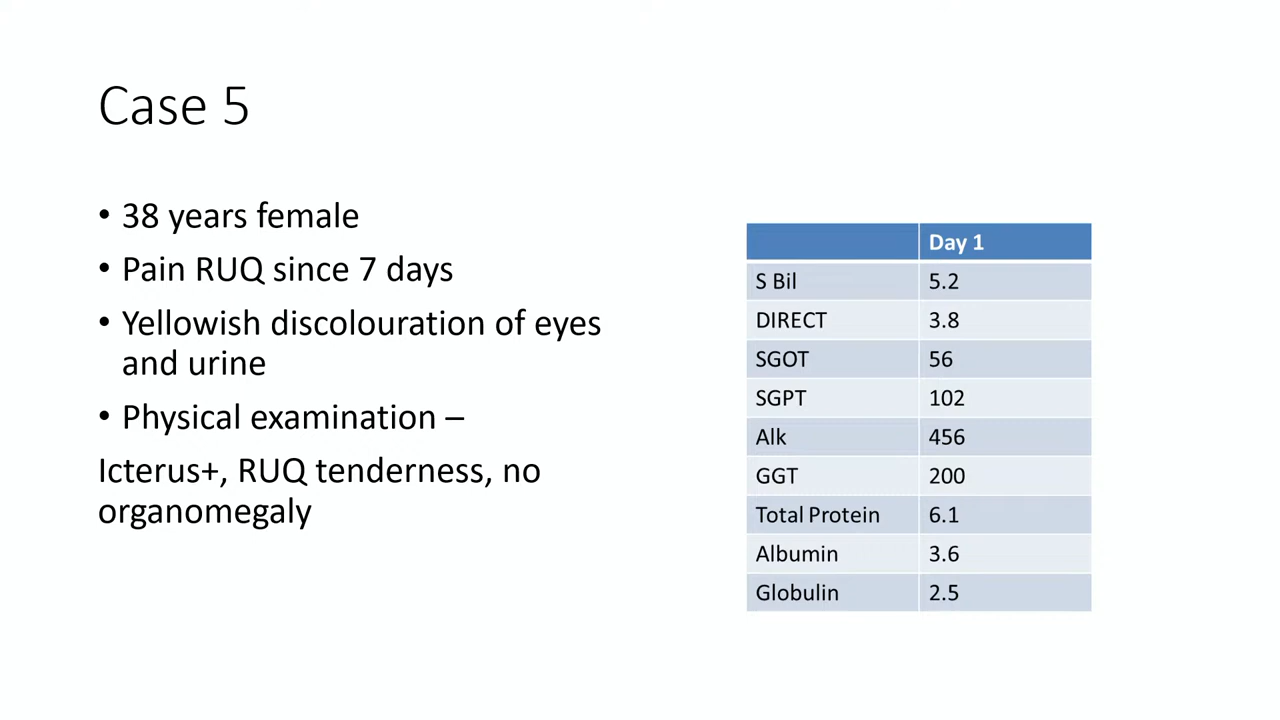 Case 5
• 38 years female
• Pain RUQ since 7 days
• Yellowish discolouration of eyes
and urine
• Physical examination –
Icterus+, RUQ tenderness, no
organomegaly
Day 1
S Bil 5.2
DIRECT 3.8
SGOT 56
SGPT 102
Alk 456
GGT 200
Total Protein 6.1
Albumin 3.6
Globulin 2.5